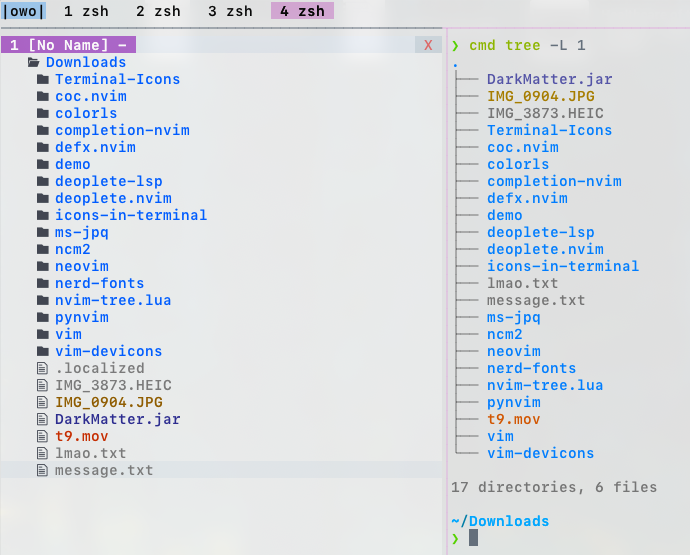 |owo| 1 zsh 2 zsh 3 zsh 4 zsh
1 [No Name] - X
Downloads
Terminal-Icons
coc.nvim
colorls
completion-nvim
defx.nvim
demo
deoplete-lsp
deoplete.nvim
icons-in-terminal
ms-jpq
ncm2
neovim
nerd-fonts
nvim-tree.lua
pynvim
vim
vim-devicons
.localized
IMG_3873.HEIC
IMG_0904.JPG
DarkMatter.jar
t9.mov
lmao.txt
message.txt
❯ cmd tree -L 1
.
├── DarkMatter.jar
├── IMG_0904.JPG
├── IMG_3873.HEIC
├── Terminal-Icons
├── coc.nvim
├── colorls
├── completion-nvim
├── defx.nvim
├── demo
├── deoplete-lsp
├── deoplete.nvim
├── icons-in-terminal
├── lmao.txt
├── message.txt
├── ms-jpq
├── ncm2
├── neovim
├── nerd-fonts
├── nvim-tree.lua
├── pynvim
├── t9.mov
├── vim
└── vim-devicons
17 directories, 6 files
~/Downloads
❯